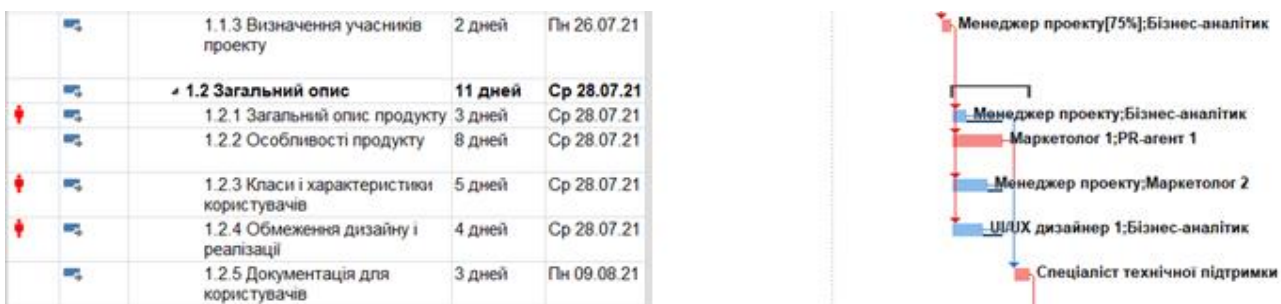 1.1.3 Визначення учасників 2 дней Пн 26.07.21 Менеджер проекту[75%];Бізнес-аналітик
проекту
1.2 Загальний опис 11 дней Ср 28.07.21
1.2.1 Загальний опис продукту 3 дней Ср 28.07.21 Менеджер проекту;Бізнес-аналітик
1.2.2 Особливості продукту 8 дней Ср 28.07.21 Маркетолог 1;PR-агент 1
1.2.3 Класи і характеристики 5 дней Ср 28.07.21 Менеджер проекту;Маркетолог 2
користувачів
1.2.4 Обмеження дизайну і 4 дней Ср 28.07.21 UI/UX дизайнер 1;Бізнес-аналітик
реалізації
1.2.5 Документація для 3 дней Пн 09.08.21 Спеціаліст технічної підтримки
користувачів